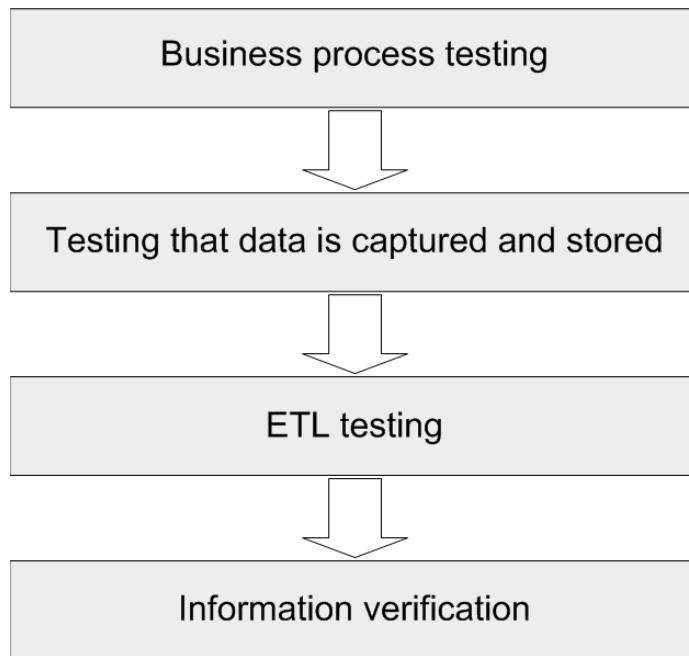 Business process testing
Testing that data is captured and stored
ETL testing
Information verification